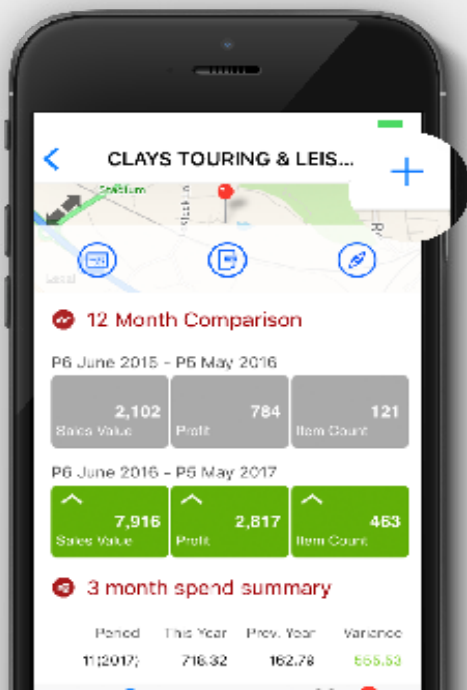 CLAYS TOURING & LEIS...
Stadium
12 Month Comparison
P6 June 2015 - P5 May 2016
2,102 784 121
Sales Value Profit Item Count
P6 June 2016 - P5 May 2017
7,916 2,817 463
Sales Value Profit Item Count
3 month spend summary
Period This Year Prev. Year Variance
11(2017) 718.32 162.78 555.53